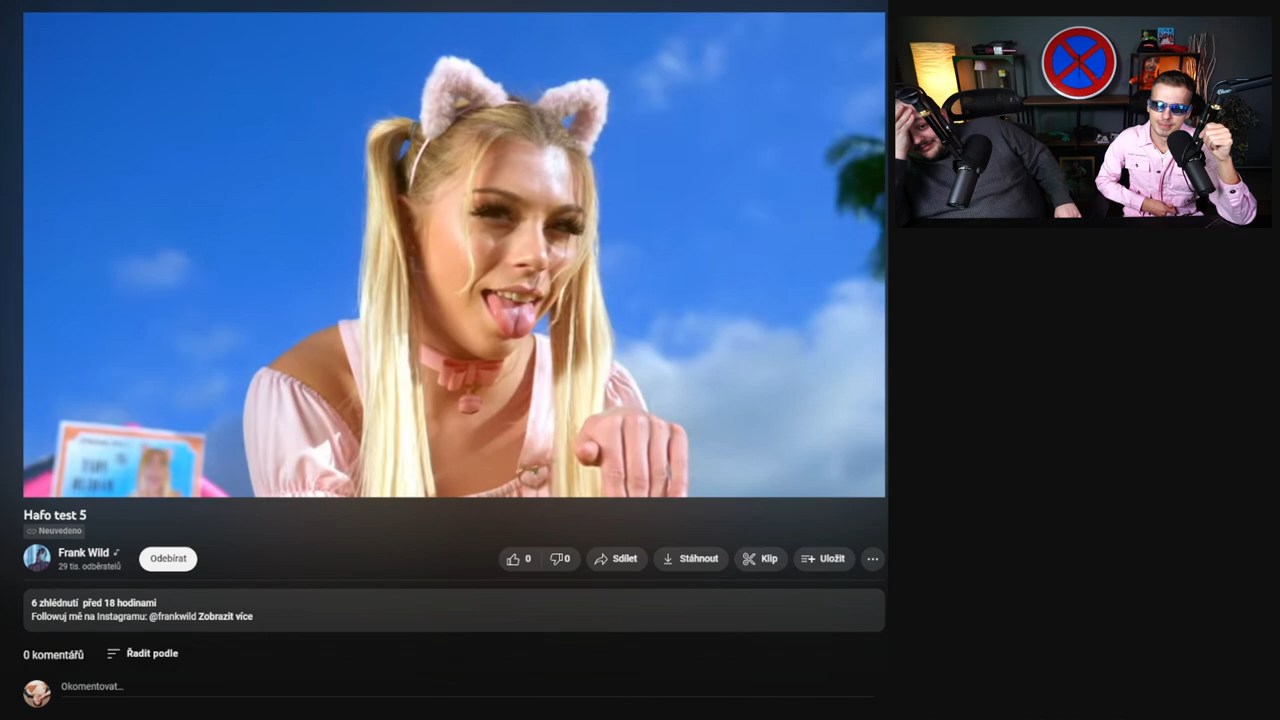 Hafo test 5
Neuvedeno
Frank Wild
29 tis. odběratelů
Odebírat
0
0
Sdílet
Stáhnout
Klip
Uložit
6 zhlédnutí před 18 hodinami
Followuj mě na Instagramu: @frankwild Zobrazit více
0 komentářů
Řadit podle
Okomentovat...